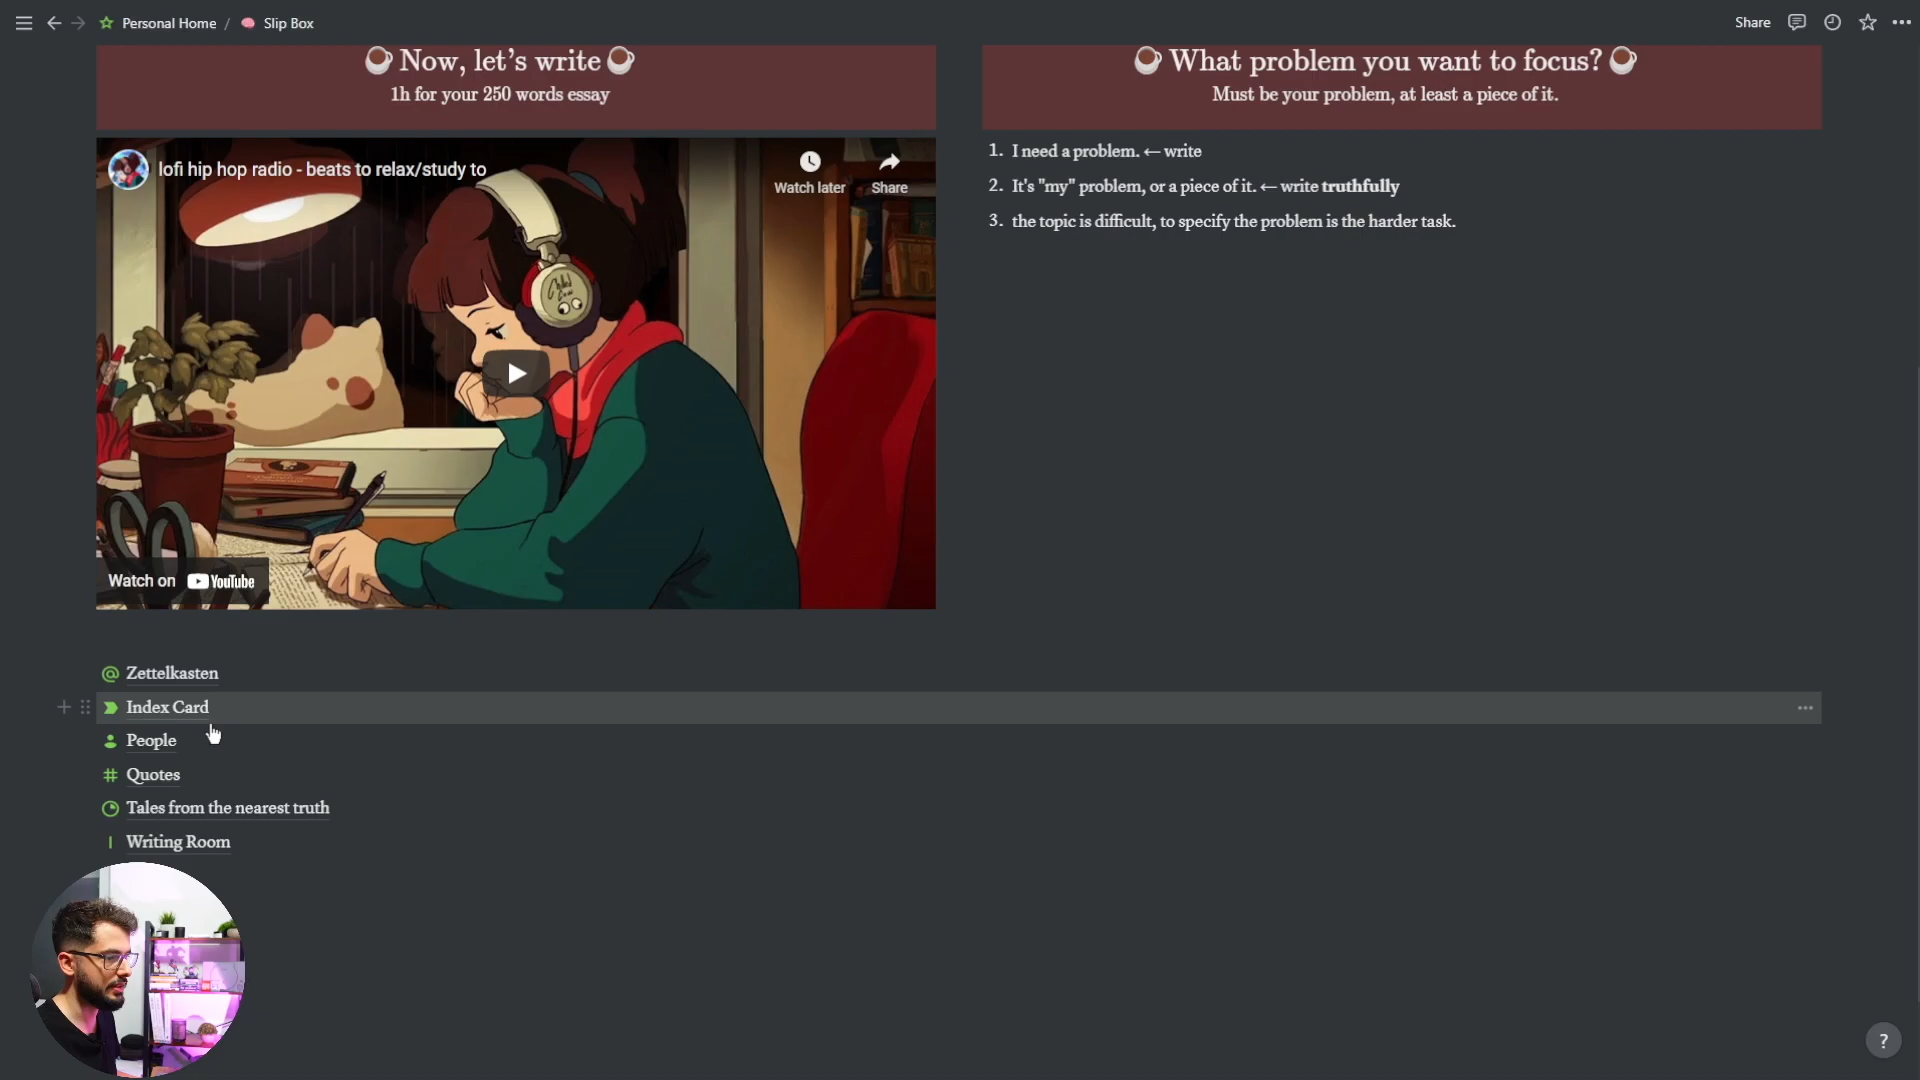 Personal Home / Slip Box
Share
Now, let's write
1h for your 250 words essay
What problem you want to focus?
Must be your problem, at least a piece of it.
lofi hip hop radio - beats to relax/study to
Watch later
Share
Watch on YouTube
1. I need a problem. ← write
2. It's "my" problem, or a piece of it. ← write truthfully
3. the topic is difficult, to specify the problem is the harder task.
@ Zettelkasten
Index Card
People
# Quotes
Tales from the nearest truth
Writing Room
?